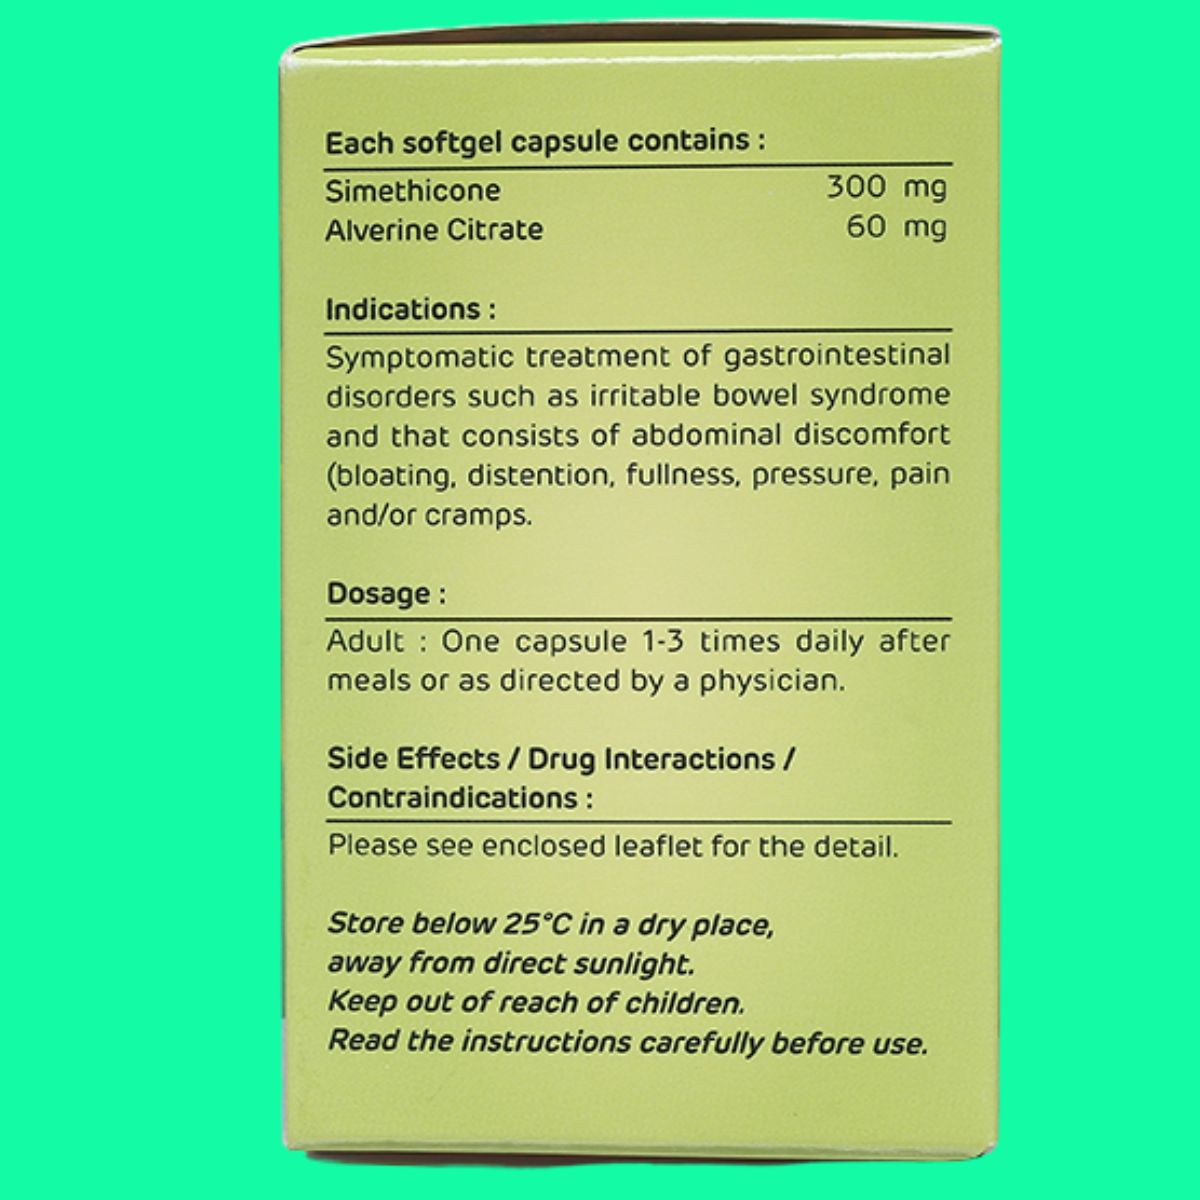 Each softgel capsule contains :
Simethicone 300 mg
Alverine Citrate 60 mg
Indications :
Symptomatic treatment of gastrointestinal
disorders such as irritable bowel syndrome
and that consists of abdominal discomfort
(bloating, distention, fullness, pressure, pain
and/or cramps.
Dosage :
Adult : One capsule 1-3 times daily after
meals or as directed by a physician.
Side Effects / Drug Interactions /
Contraindications :
Please see enclosed leaflet for the detail.
Store below 25°C in a dry place,
away from direct sunlight.
Keep out of reach of children.
Read the instructions carefully before use.